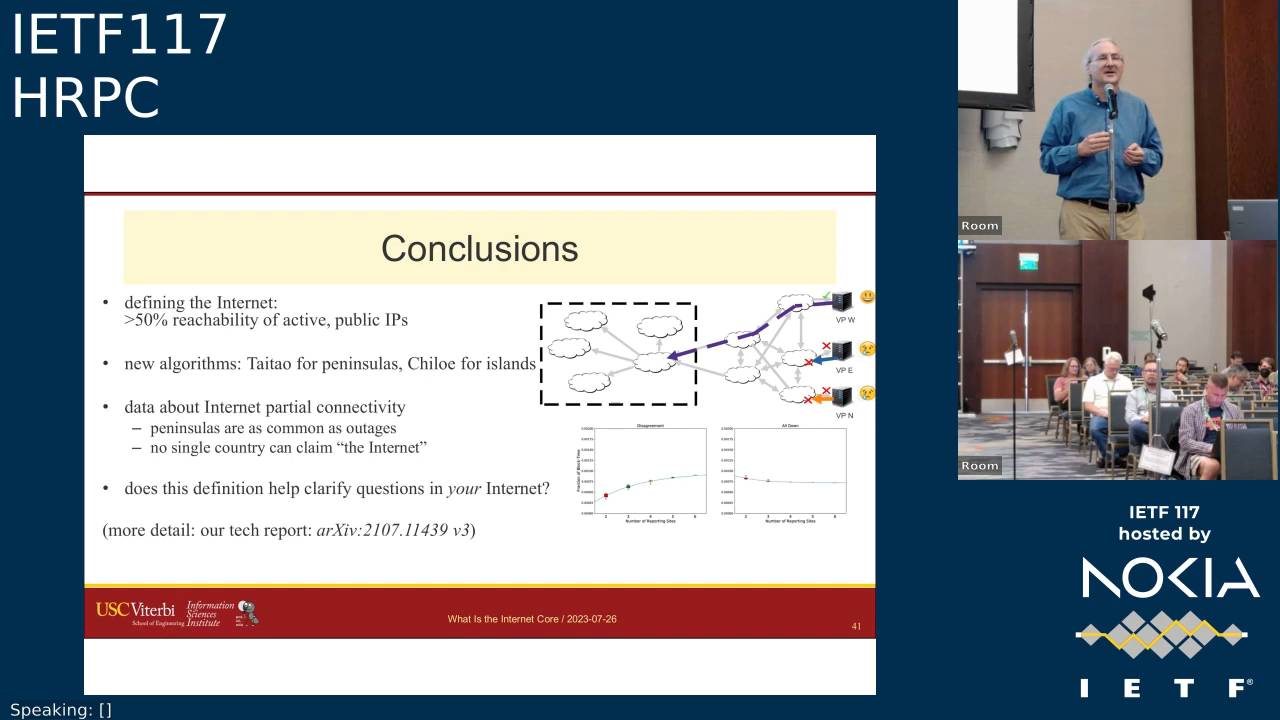 IETF117
HRPC
Conclusions
• defining the Internet:
>50% reachability of active, public IPs
• new algorithms: Taitao for peninsulas, Chiloe for islands
• data about Internet partial connectivity
– peninsulas are as common as outages
– no single country can claim “the Internet”
• does this definition help clarify questions in your Internet?
(more detail: our tech report: arXiv:2107.11439 v3)
VP W
VP E
VP N
Disagreement
Number of Reporting Sites
All Down
Number of Reporting Sites
USC Viterbi
School of Engineering
Information
Sciences
Institute
What Is the Internet Core / 2023-07-26
41
Room
Room
IETF 117
hosted by
NOKIA
I E T F®
Speaking: []